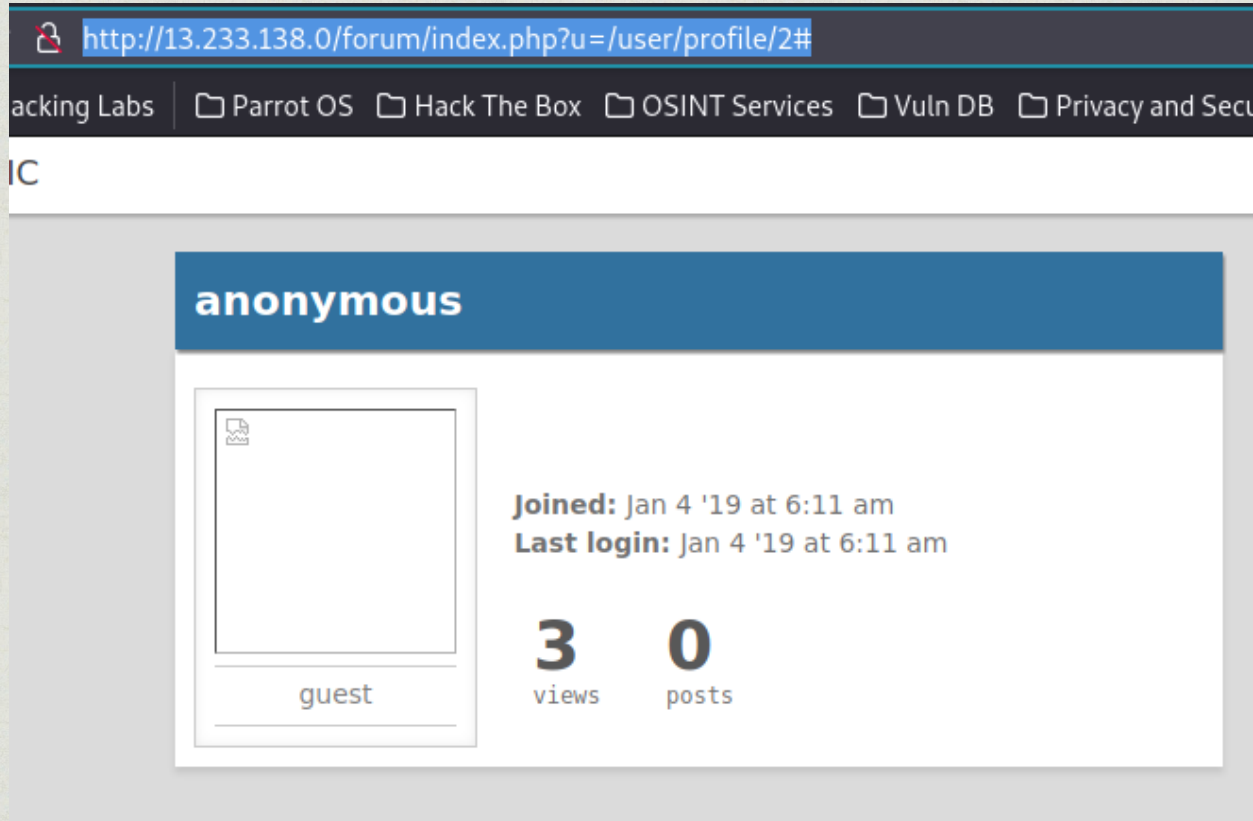 http://13.233.138.0/forum/index.php?u=/user/profile/2#
acking Labs Parrot OS Hack The Box OSINT Services Vuln DB Privacy and Secu
IC
anonymous
Joined: Jan 4 '19 at 6:11 am
Last login: Jan 4 '19 at 6:11 am
3 0
views posts
guest